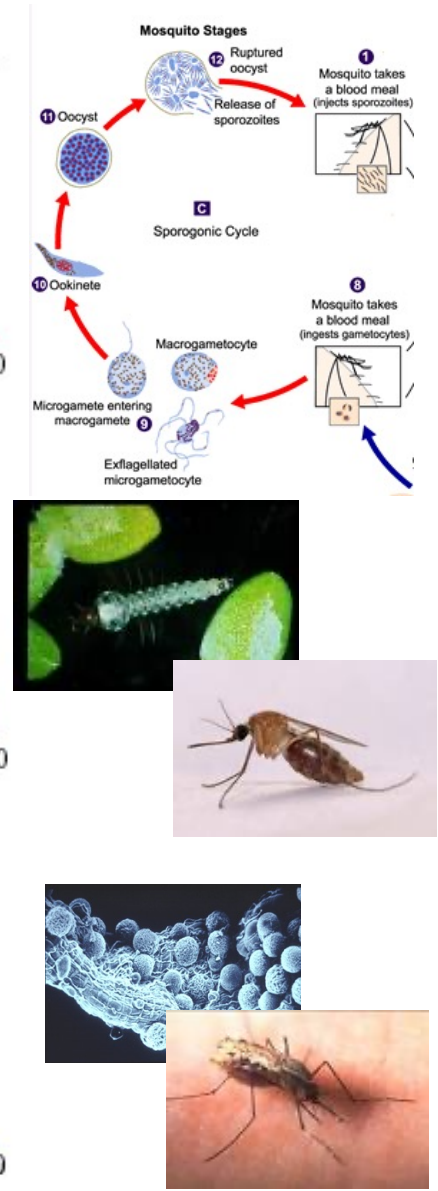 Mosquito Stages
12 Ruptured
oocyst
Release of
sporozoites
1
Mosquito takes
a blood meal
(injects sporozoites)
11 Oocyst
C
Sporogonic Cycle
10 Ookinete
8
Mosquito takes
a blood meal
(ingests gametocytes)
Macrogametocyte
Microgamete entering
macrogamete 9
Exflagellated
microgametocyte